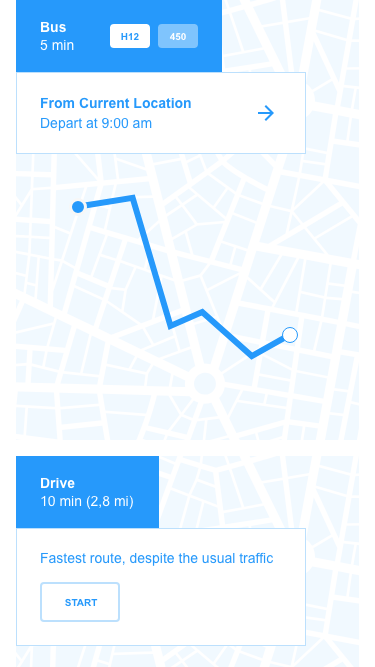 Bus
5 min
H12
450
From Current Location
Depart at 9:00 am
Drive
10 min (2,8 mi)
Fastest route, despite the usual traffic
START